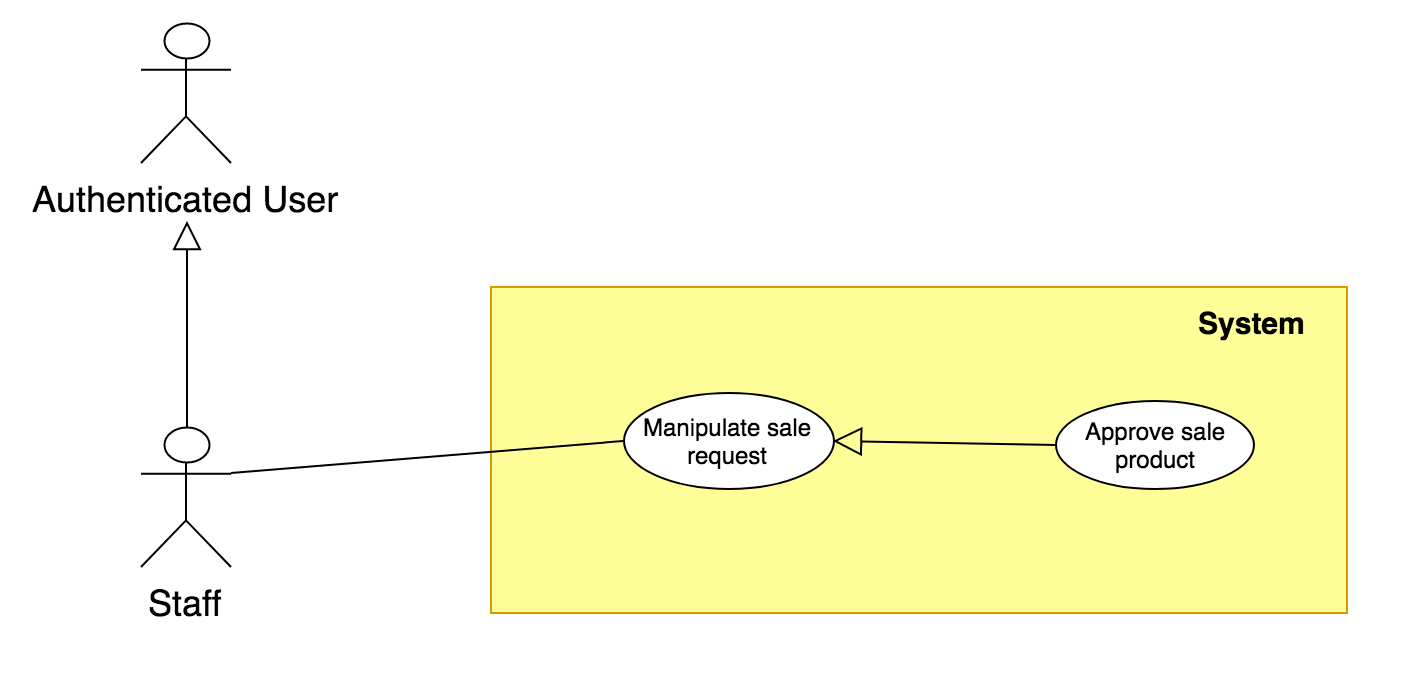 Authenticated User
System
Manipulate sale
request
Approve sale
product
Staff